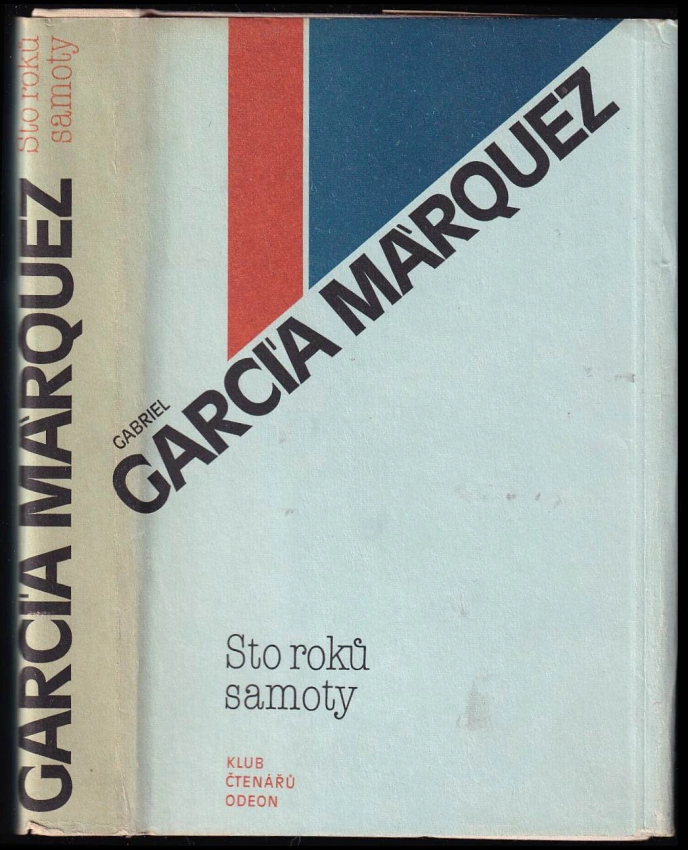 Sto roků
samoty
GARCÍA MÁRQUEZ
GABRIEL
GARCÍA MÁRQUEZ
Sto roků
samoty
KLUB
ČTENÁŘŮ
ODEON